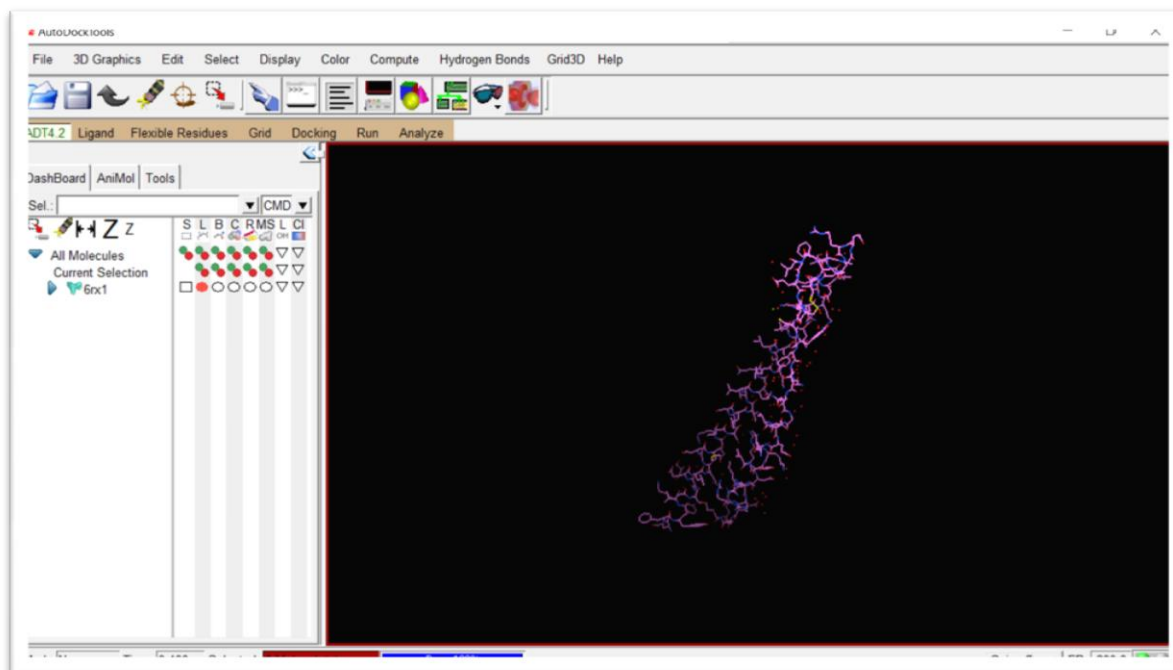 AutoDockTools
File 3D Graphics Edit Select Display Color Compute Hydrogen Bonds Grid3D Help
ADT4.2 Ligand Flexible Residues Grid Docking Run Analyze
DashBoard AniMol Tools
Sel.: CMD
Z Z S L B C R MS L Cl
All Molecules
Current Selection
6rx1